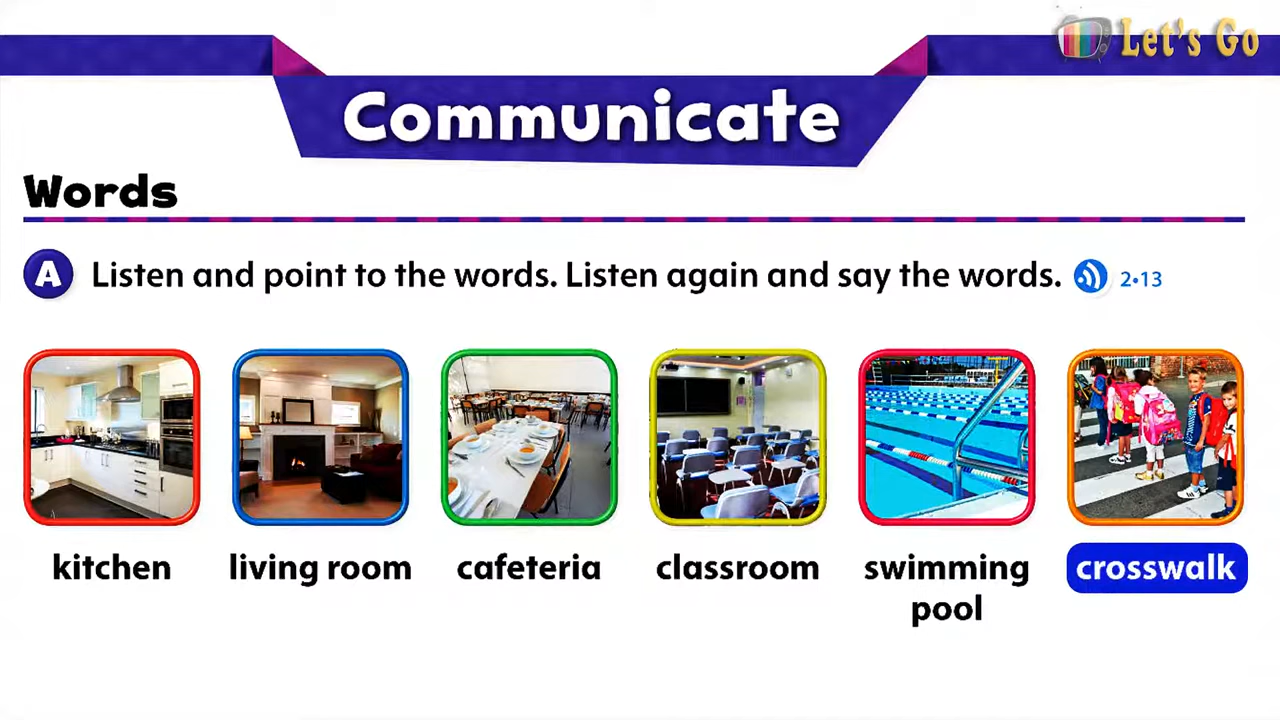 Let's Go
Communicate
Words
A Listen and point to the words. Listen again and say the words. 2•13
kitchen
living room
cafeteria
classroom
swimming
pool
crosswalk